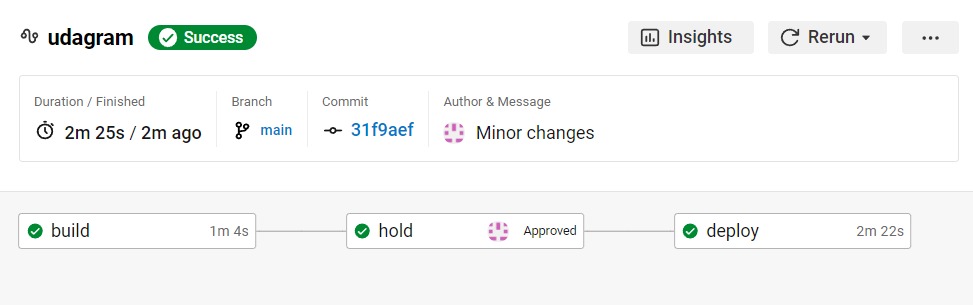 udagram Success Insights Rerun ...
Duration / Finished Branch Commit Author & Message
2m 25s / 2m ago main 31f9aef Minor changes
build 1m 4s hold Approved deploy 2m 22s